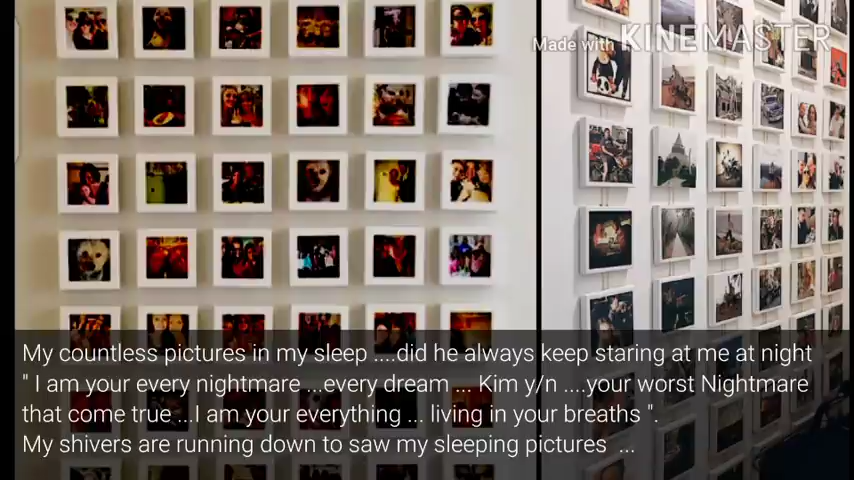 Made with KINEMASTER
My countless pictures in my sleep ....did he always keep staring at me at night
" I am your every nightmare ...every dream ... Kim y/n ....your worst Nightmare
that come true ...I am your everything ... living in your breaths ".
My shivers are running down to saw my sleeping pictures ...